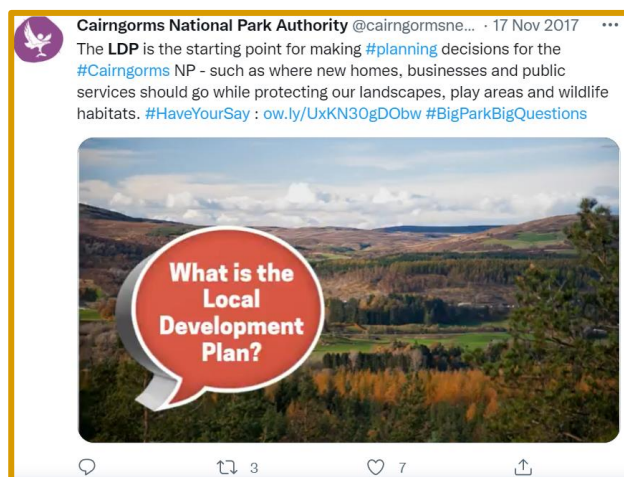 Cairngorms National Park Authority @cairngormsne... · 17 Nov 2017 ···
The LDP is the starting point for making #planning decisions for the
#Cairngorms NP - such as where new homes, businesses and public
services should go while protecting our landscapes, play areas and wildlife
habitats. #HaveYourSay : ow.ly/UxKN30gDObw #BigParkBigQuestions
What is the
Local
Development
Plan?
3 7